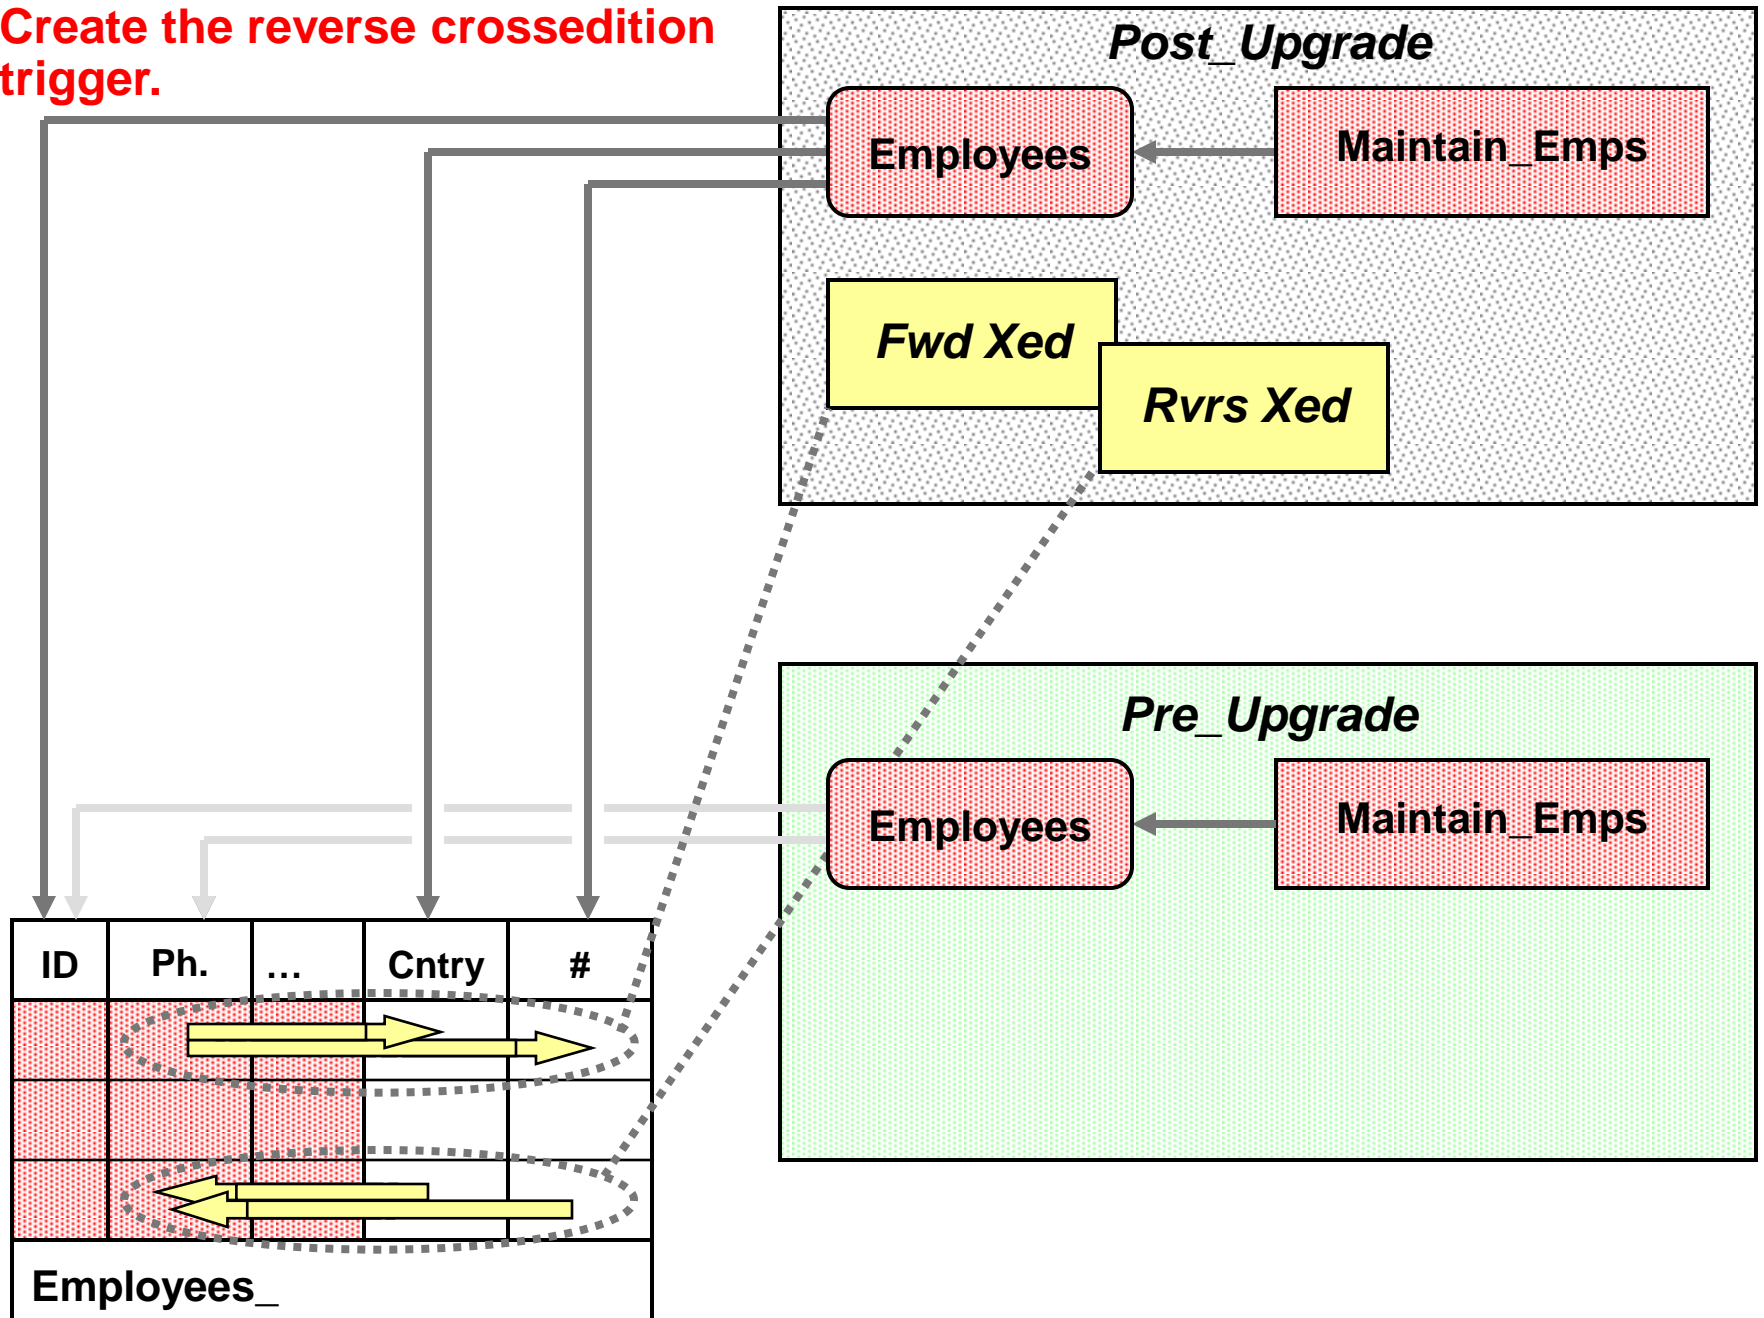 Create the reverse crossedition
trigger.
Post_Upgrade
Employees
Maintain_Emps
Fwd Xed
Rvrs Xed
Pre_Upgrade
Employees
Maintain_Emps
ID Ph. … Cntry #
Employees_